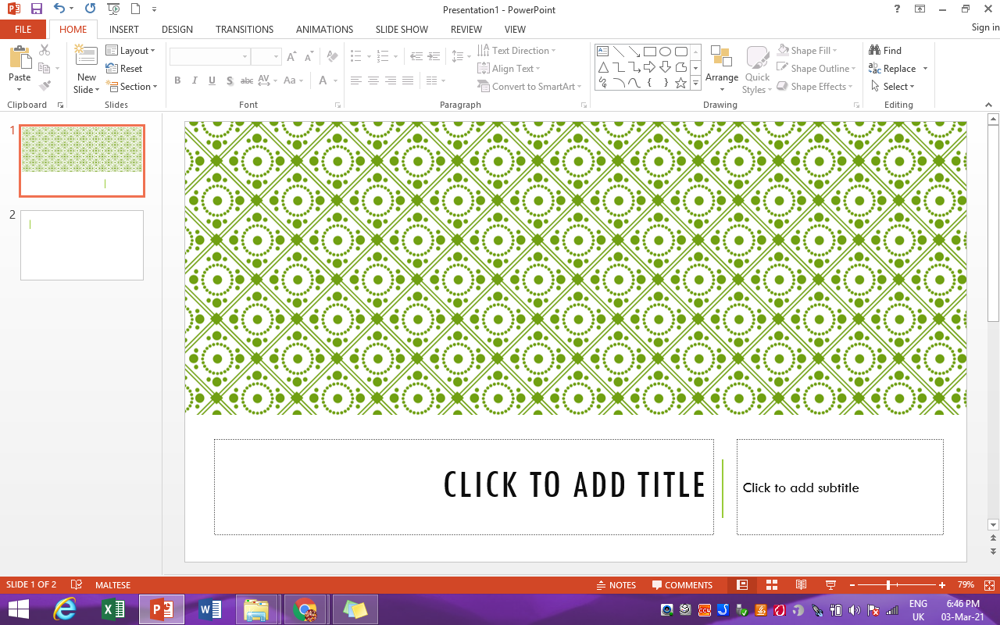 Presentation1 - PowerPoint
FILE HOME INSERT DESIGN TRANSITIONS ANIMATIONS SLIDE SHOW REVIEW VIEW Sign in
Paste
New Slide
Layout
Reset
Section
B I U S abc AV Aa A
Text Direction
Align Text
Convert to SmartArt
Arrange
Quick Styles
Shape Fill
Shape Outline
Shape Effects
Find
Replace
Select
Clipboard Slides Font Paragraph Drawing Editing
1
2
CLICK TO ADD TITLE
Click to add subtitle
SLIDE 1 OF 2 MALTESE NOTES COMMENTS 79%
ENG 6:46 PM
UK 03-Mar-21